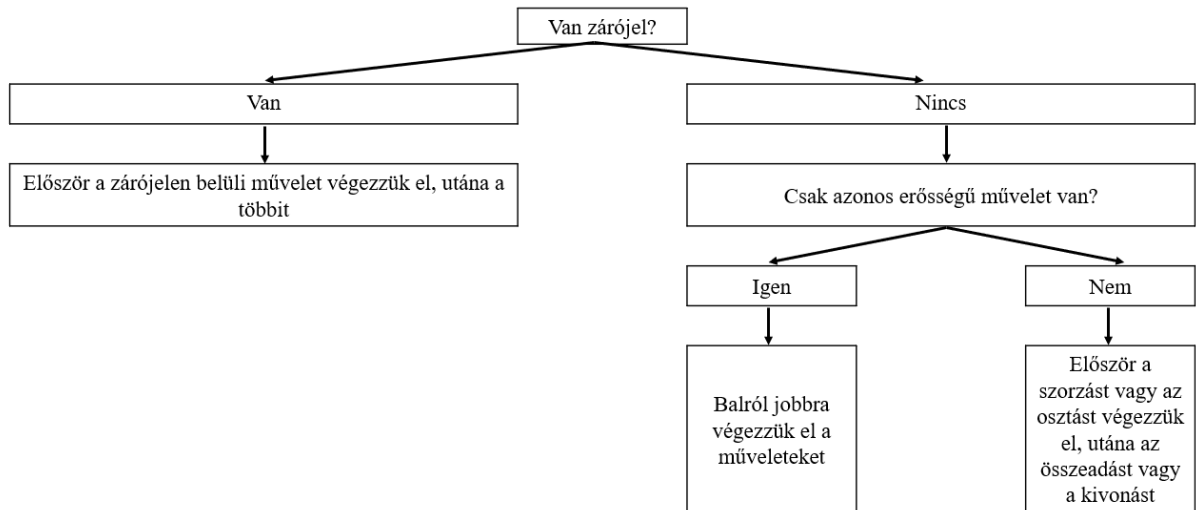 Van zárójel?
Van
Nincs
Először a zárójelen belüli művelet végezzük el, utána a
többit
Csak azonos erősségű művelet van?
Igen
Nem
Balról jobbra
végezzük el a
műveleteket
Először a
szorzást vagy az
osztást végezzük
el, utána az
összeadást vagy
a kivonást